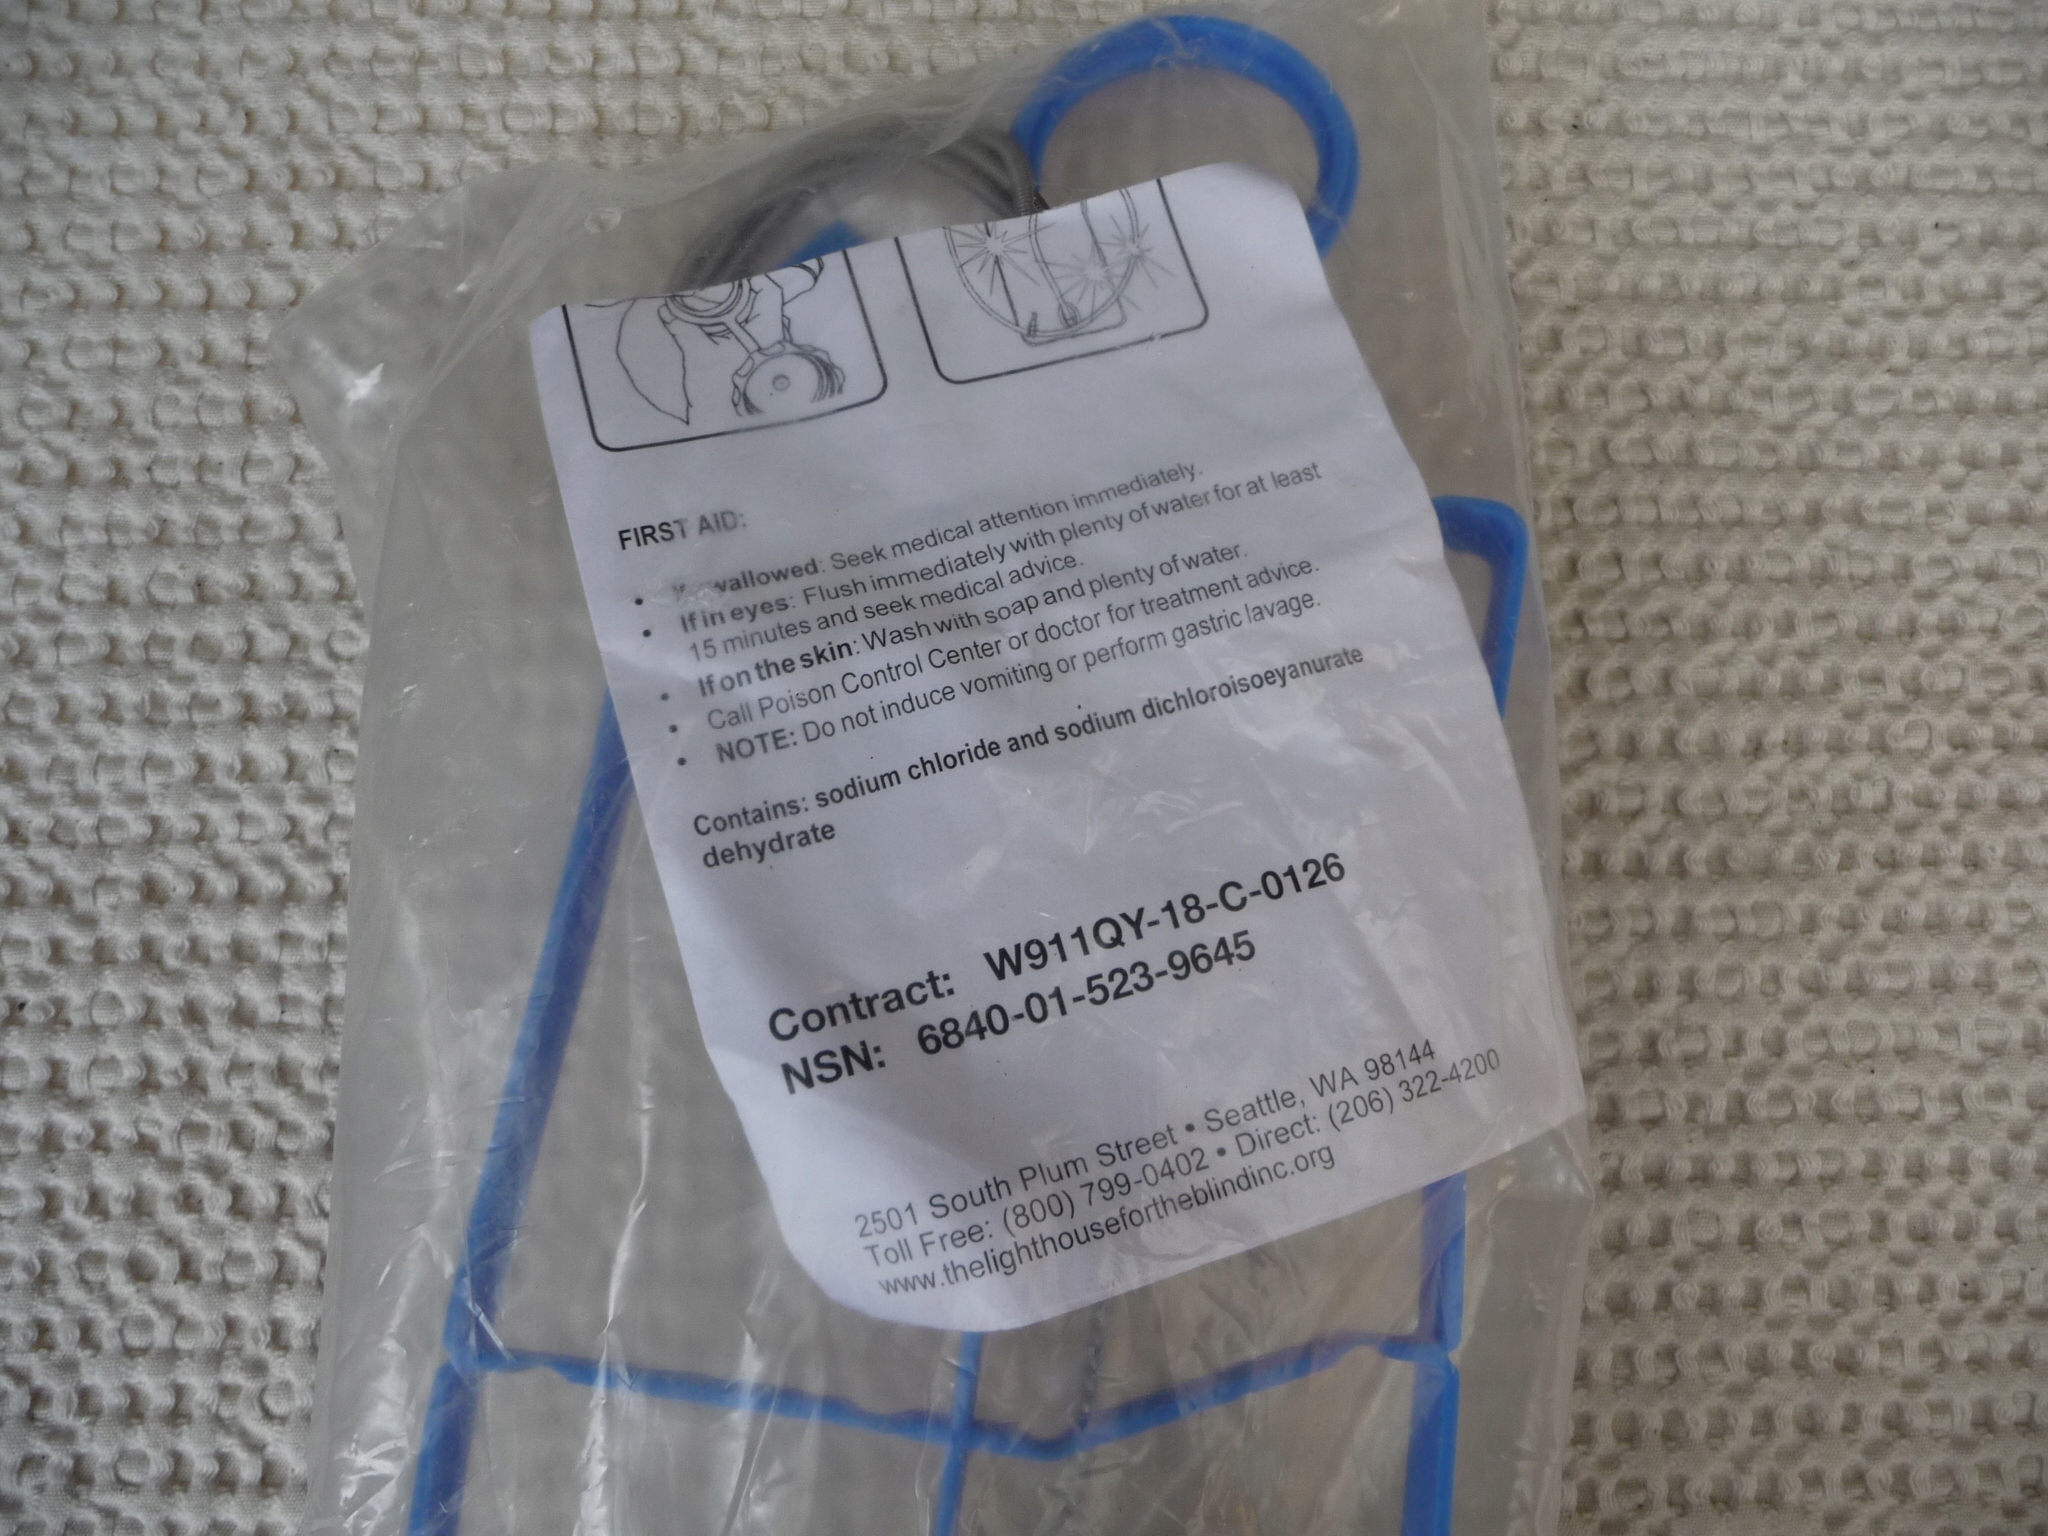 FIRST AID:
• If swallowed: Seek medical attention immediately.
• If in eyes: Flush immediately with plenty of water for at least
15 minutes and seek medical advice.
• If on the skin: Wash with soap and plenty of water.
• Call Poison Control Center or doctor for treatment advice.
• NOTE: Do not induce vomiting or perform gastric lavage.
Contains: sodium chloride and sodium dichloroisoeyanurate
dehydrate
Contract: W911QY-18-C-0126
NSN: 6840-01-523-9645
2501 South Plum Street • Seattle, WA 98144
Toll Free: (800) 799-0402 • Direct: (206) 322-4200
www.thelighthousefortheblindinc.org